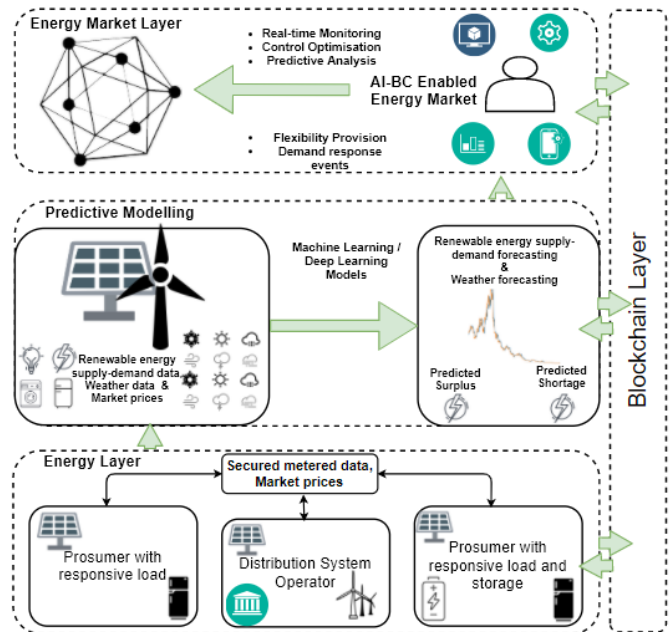 Energy Market Layer
Real-time Monitoring
Control Optimisation
Predictive Analysis
AI-BC Enabled
Energy Market
Flexibility Provision
Demand response
events
Predictive Modelling
Renewable energy
supply-demand data,
Weather data &
Market prices
Machine Learning /
Deep Learning
Models
Renewable energy supply-
demand forecasting
&
Weather forecasting
Predicted
Surplus
Predicted
Shortage
Energy Layer
Secured metered data,
Market prices
Prosumer with
responsive load
Distribution System
Operator
Prosumer with
responsive load and
storage
Blockchain Layer